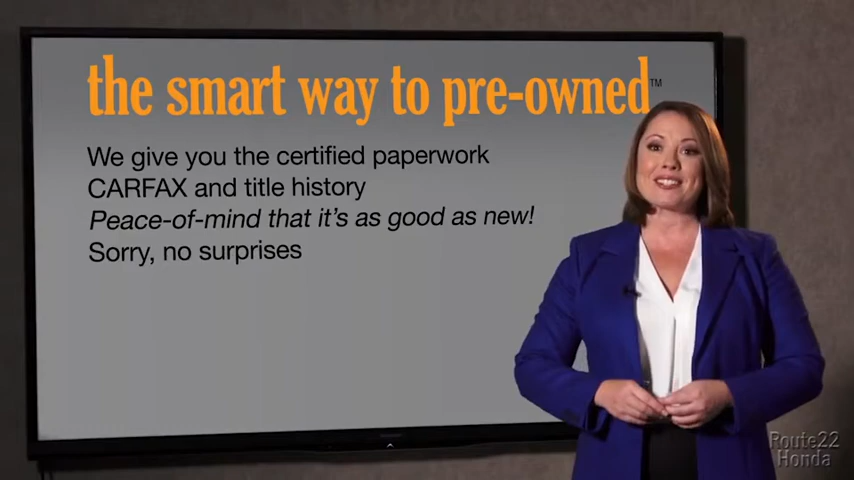 the smart way to pre-owned™
We give you the certified paperwork
CARFAX and title history
Peace-of-mind that it's as good as new!
Sorry, no surprises
Route22
Honda